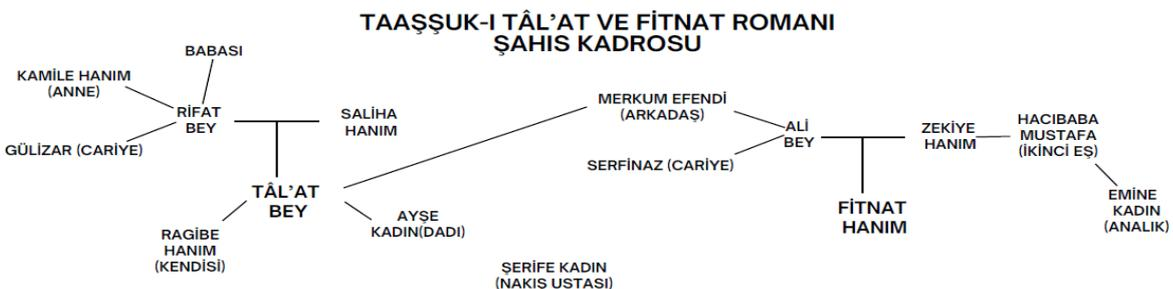 TAAŞŞUK-I TÂL'AT VE FİTNAT ROMANI
ŞAHIS KADROSU
BABASI
KAMİLE HANIM
(ANNE)
RİFAT
BEY
GÜLİZAR (CARİYE)
SALİHA
HANIM
TÂL'AT
BEY
RAGİBE
HANIM
(KENDİSİ)
AYŞE
KADIN(DADI)
ŞERİFE KADIN
(NAKIŞ USTASI)
MERKUM EFENDİ
(ARKADAŞ)
SERFİNAZ (CARİYE)
ALİ
BEY
ZEKİYE
HANIM
FİTNAT
HANIM
HACIBABA
MUSTAFA
(İKİNCİ EŞ)
EMİNE
KADIN
(ANALIK)